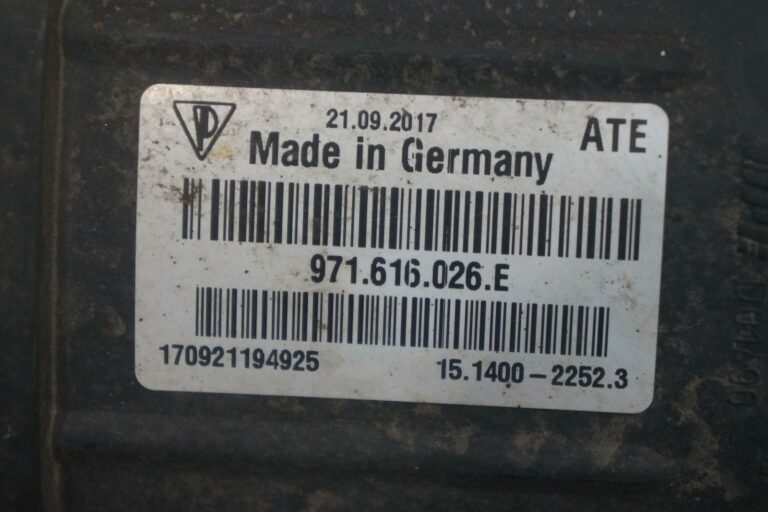 P
21.09.2017
ATE
Made in Germany
971.616.026.E
170921194925
15.1400-2252.3